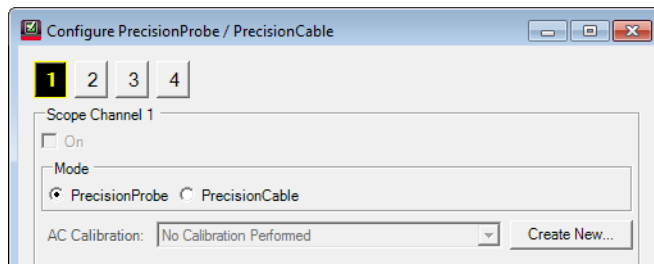 Configure PrecisionProbe / PrecisionCable
1 2 3 4
Scope Channel 1
On
Mode
PrecisionProbe PrecisionCable
AC Calibration: No Calibration Performed Create New...